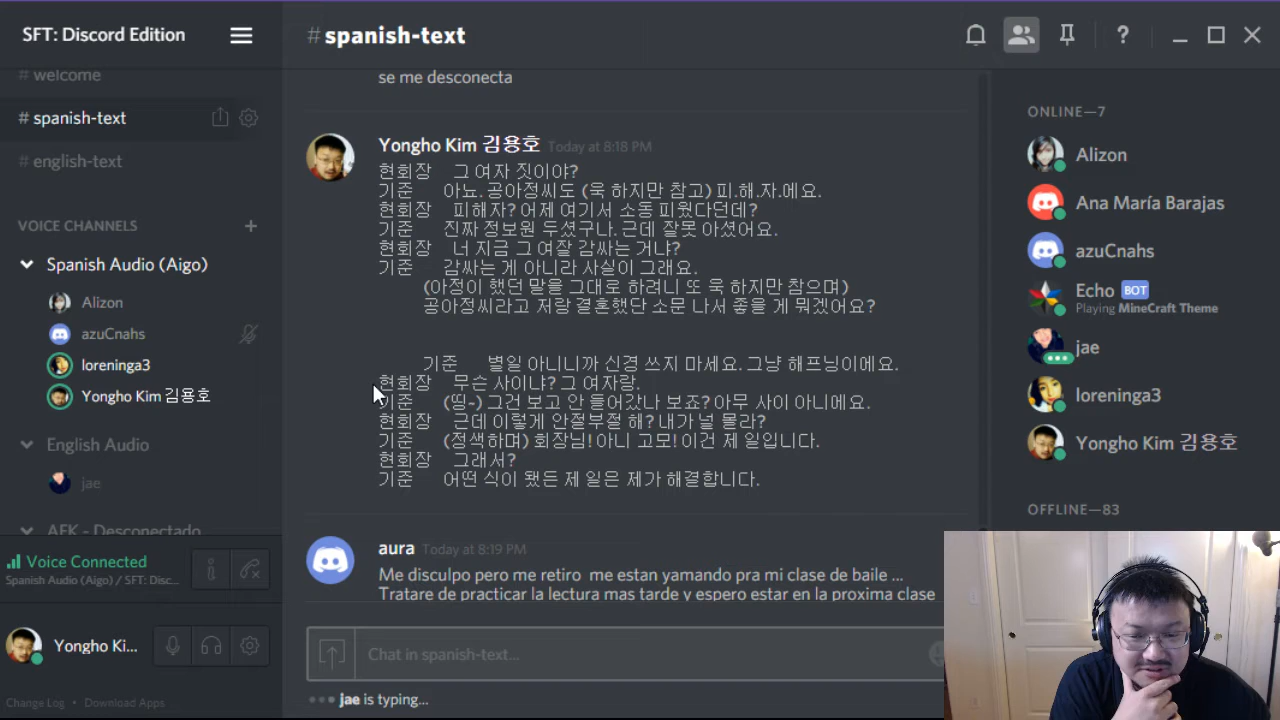 SFT: Discord Edition
# welcome
# spanish-text
# english-text
VOICE CHANNELS
Spanish Audio (Aigo)
Alizon
azuCnahs
loreninga3
Yongho Kim 김용호
English Audio
jae
AFK - Desconectado
Voice Connected
Spanish Audio (Aigo) / SFT: Disc...
Yongho Ki...
Change Log • Download Apps
# spanish-text
se me desconecta
Yongho Kim 김용호 Today at 8:18 PM
현회장 그 여자 짓이야?
기준 아뇨. 공아정씨도 (욱 하지만 참고) 피.해.자.에요.
현회장 피해자? 어제 여기서 소동 피웠다던데?
기준 진짜 정보원 두셨구나. 근데 잘못 아셨어요.
현회장 너 지금 그 여잘 감싸는 거냐?
기준 감싸는 게 아니라 사실이 그래요.
(아정이 했던 말을 그대로 하려니 또 욱 하지만 참으며)
공아정씨라고 저랑 결혼했단 소문 나서 좋을 게 뭐겠어요?
기준 별일 아니니까 신경 쓰지 마세요. 그냥 해프닝이에요.
현회장 무슨 사이냐? 그 여자랑.
기준 (띵~) 그건 보고 안 들어갔나 보죠? 아무 사이 아니에요.
현회장 근데 이렇게 안절부절 해? 내가 널 몰라?
기준 (정색하며) 회장님! 아니 고모! 이건 제 일입니다.
현회장 그래서?
기준 어떤 식이 됐든 제 일은 제가 해결합니다.
aura Today at 8:19 PM
Me disculpo pero me retiro me estan yamando pra mi clase de baile ...
Tratare de practicar la lectura mas tarde y espero estar en la proxima clase
Chat in spanish-text...
jae is typing...
ONLINE—7
Alizon
Ana María Barajas
azuCnahs
Echo BOT
Playing MineCraft Theme
jae
loreninga3
Yongho Kim 김용호
OFFLINE—83